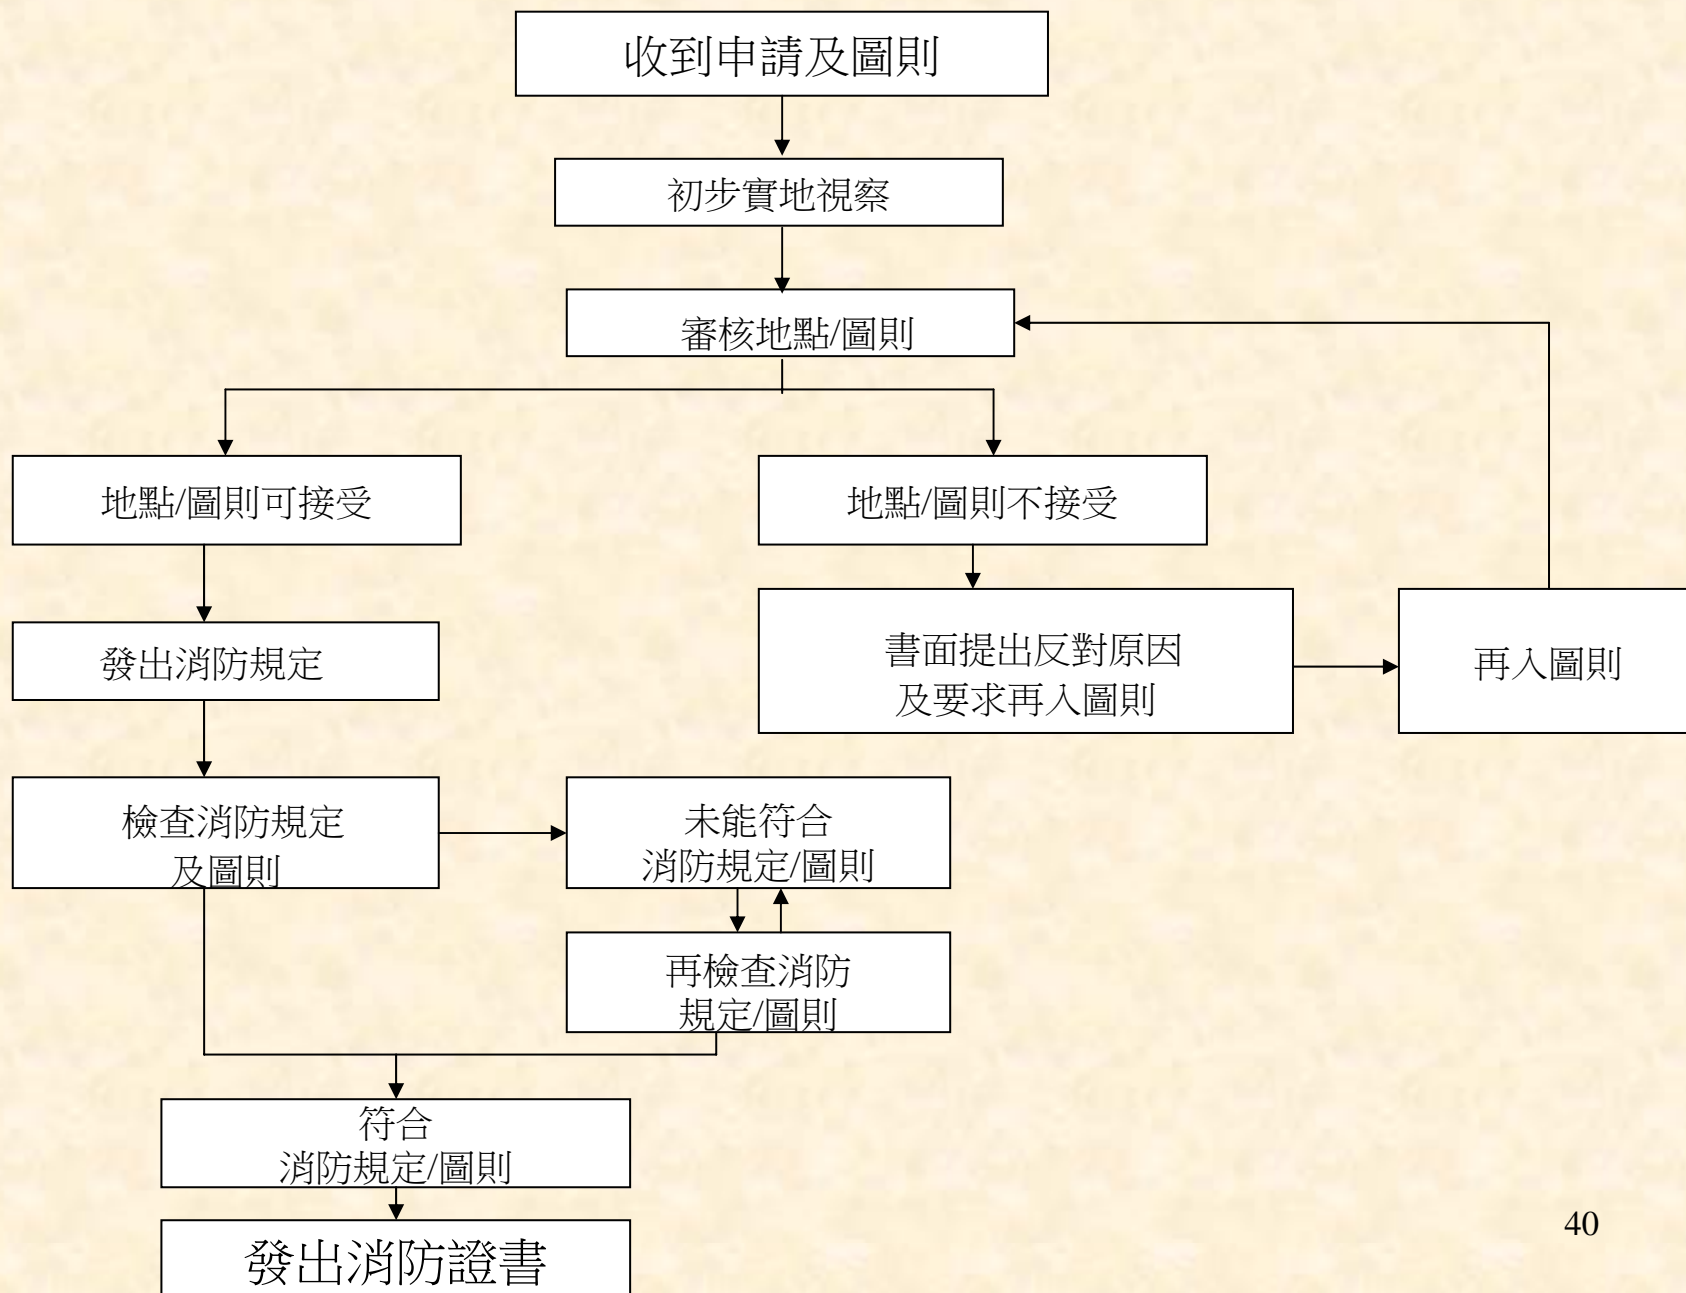 收到申請及圖則
初步實地視察
審核地點/圖則
地點/圖則可接受
地點/圖則不接受
發出消防規定
書面提出反對原因
及要求再入圖則
再入圖則
檢查消防規定
及圖則
未能符合
消防規定/圖則
再檢查消防
規定/圖則
符合
消防規定/圖則
發出消防證書
40